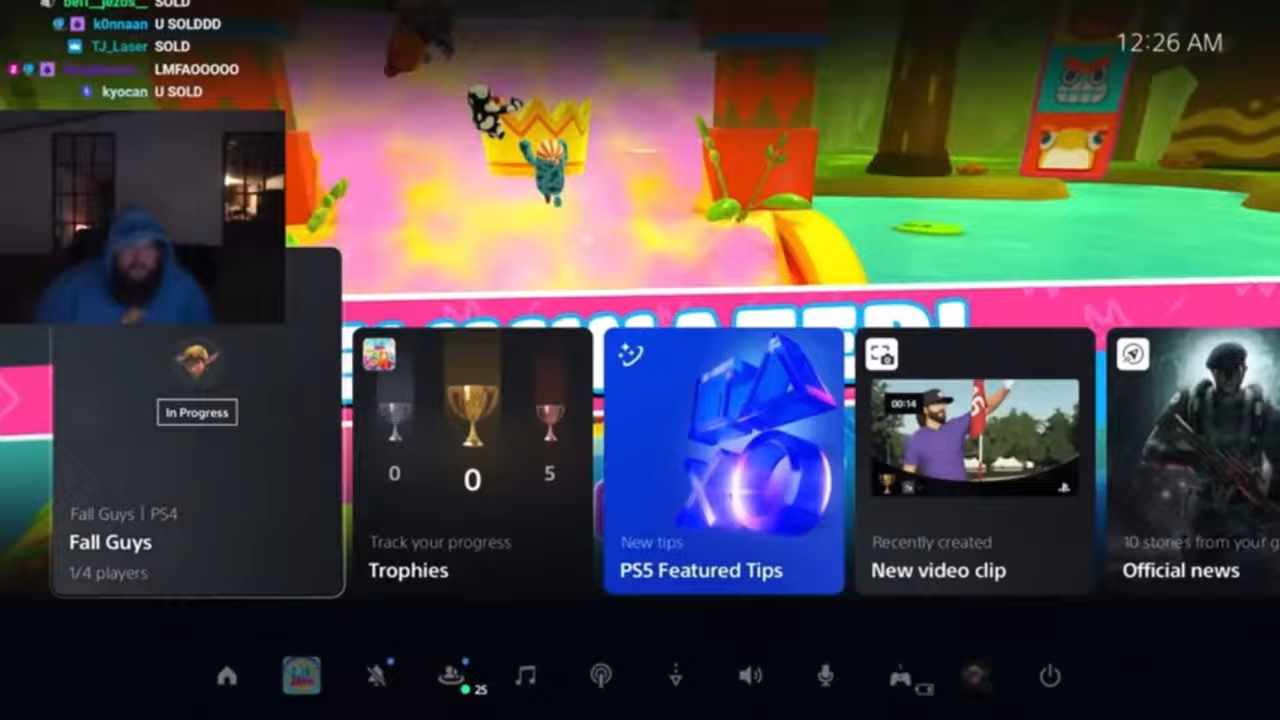 SOLD
k0nnaan U SOLDDD
TJ_Laser SOLD
LMFAOOOOO
kyocan U SOLD
12:26 AM
In Progress
Fall Guys | PS4
Fall Guys
1/4 players
0
0
5
Track your progress
Trophies
New tips
PS5 Featured Tips
00:14
Recently created
New video clip
10 stories from your g
Official news
25